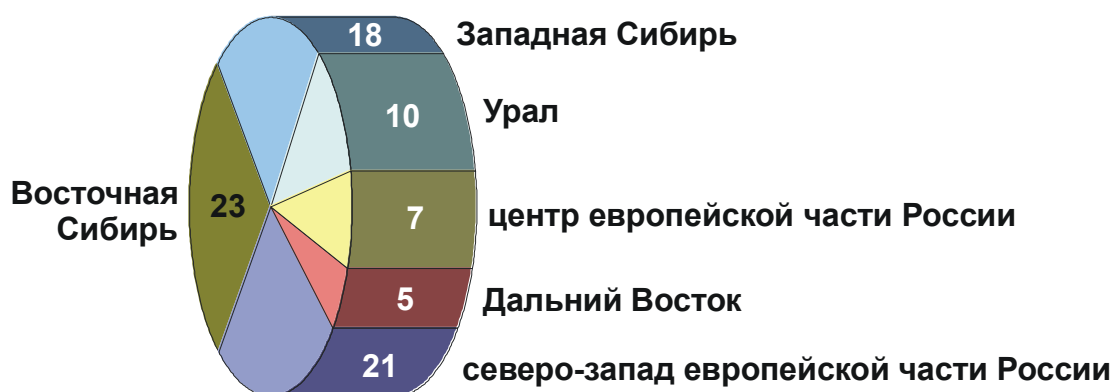 18 Западная Сибирь
10 Урал
Восточная
Сибирь
23
7 центр европейской части России
5 Дальний Восток
21 северо-запад европейской части России